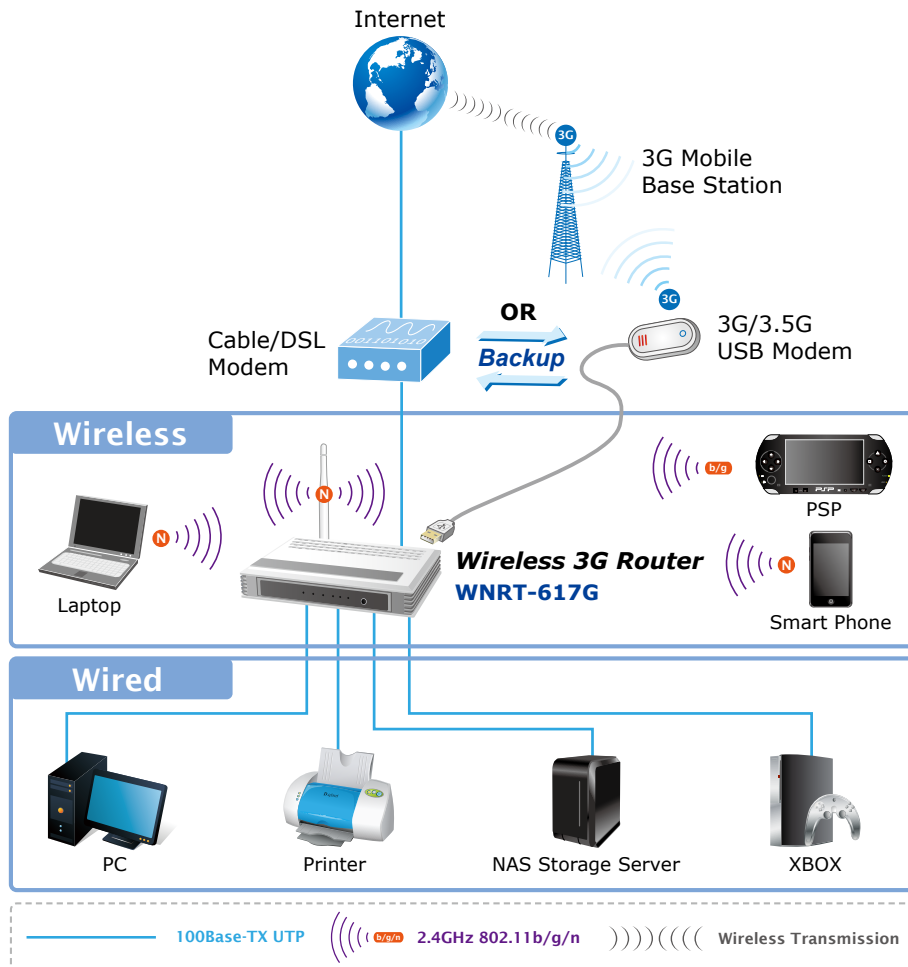 Internet
3G
3G Mobile
Base Station
3G
OR
Backup
3G/3.5G
USB Modem
Cable/DSL
Modem
001101010
Wireless
N
N
b/g
PSP
PSP
Laptop
Wireless 3G Router
WNRT-617G
N
Smart Phone
Wired
PC
Printer
NAS Storage Server
XBOX
100Base-TX UTP
b/g/n
2.4GHz 802.11b/g/n
Wireless Transmission